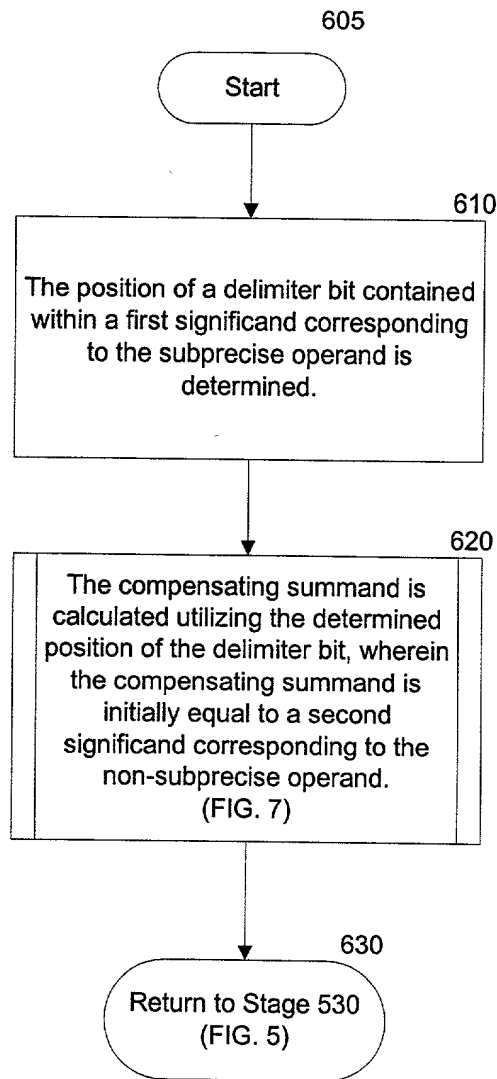 605
Start
610
The position of a delimiter bit contained
within a first significand corresponding
to the subprecise operand is
determined.
620
The compensating summand is
calculated utilizing the determined
position of the delimiter bit, wherein
the compensating summand is
initially equal to a second
significand corresponding to the
non-subprecise operand.
(FIG. 7)
630
Return to Stage 530
(FIG. 5)